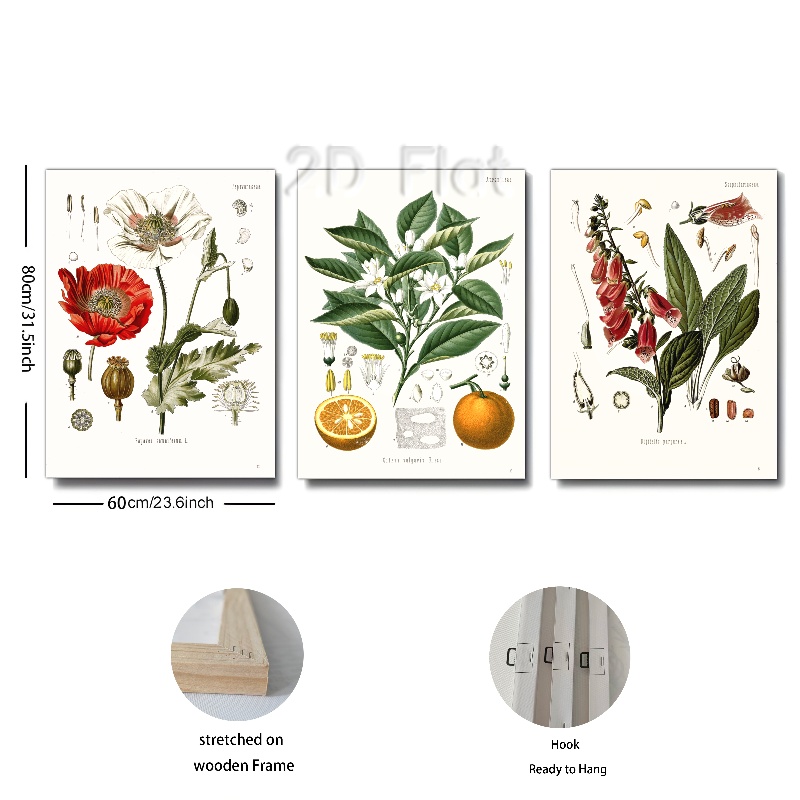 2D Flat
80cm/31.5inch
60cm/23.6inch
stretched on
wooden Frame
Hook
Ready to Hang